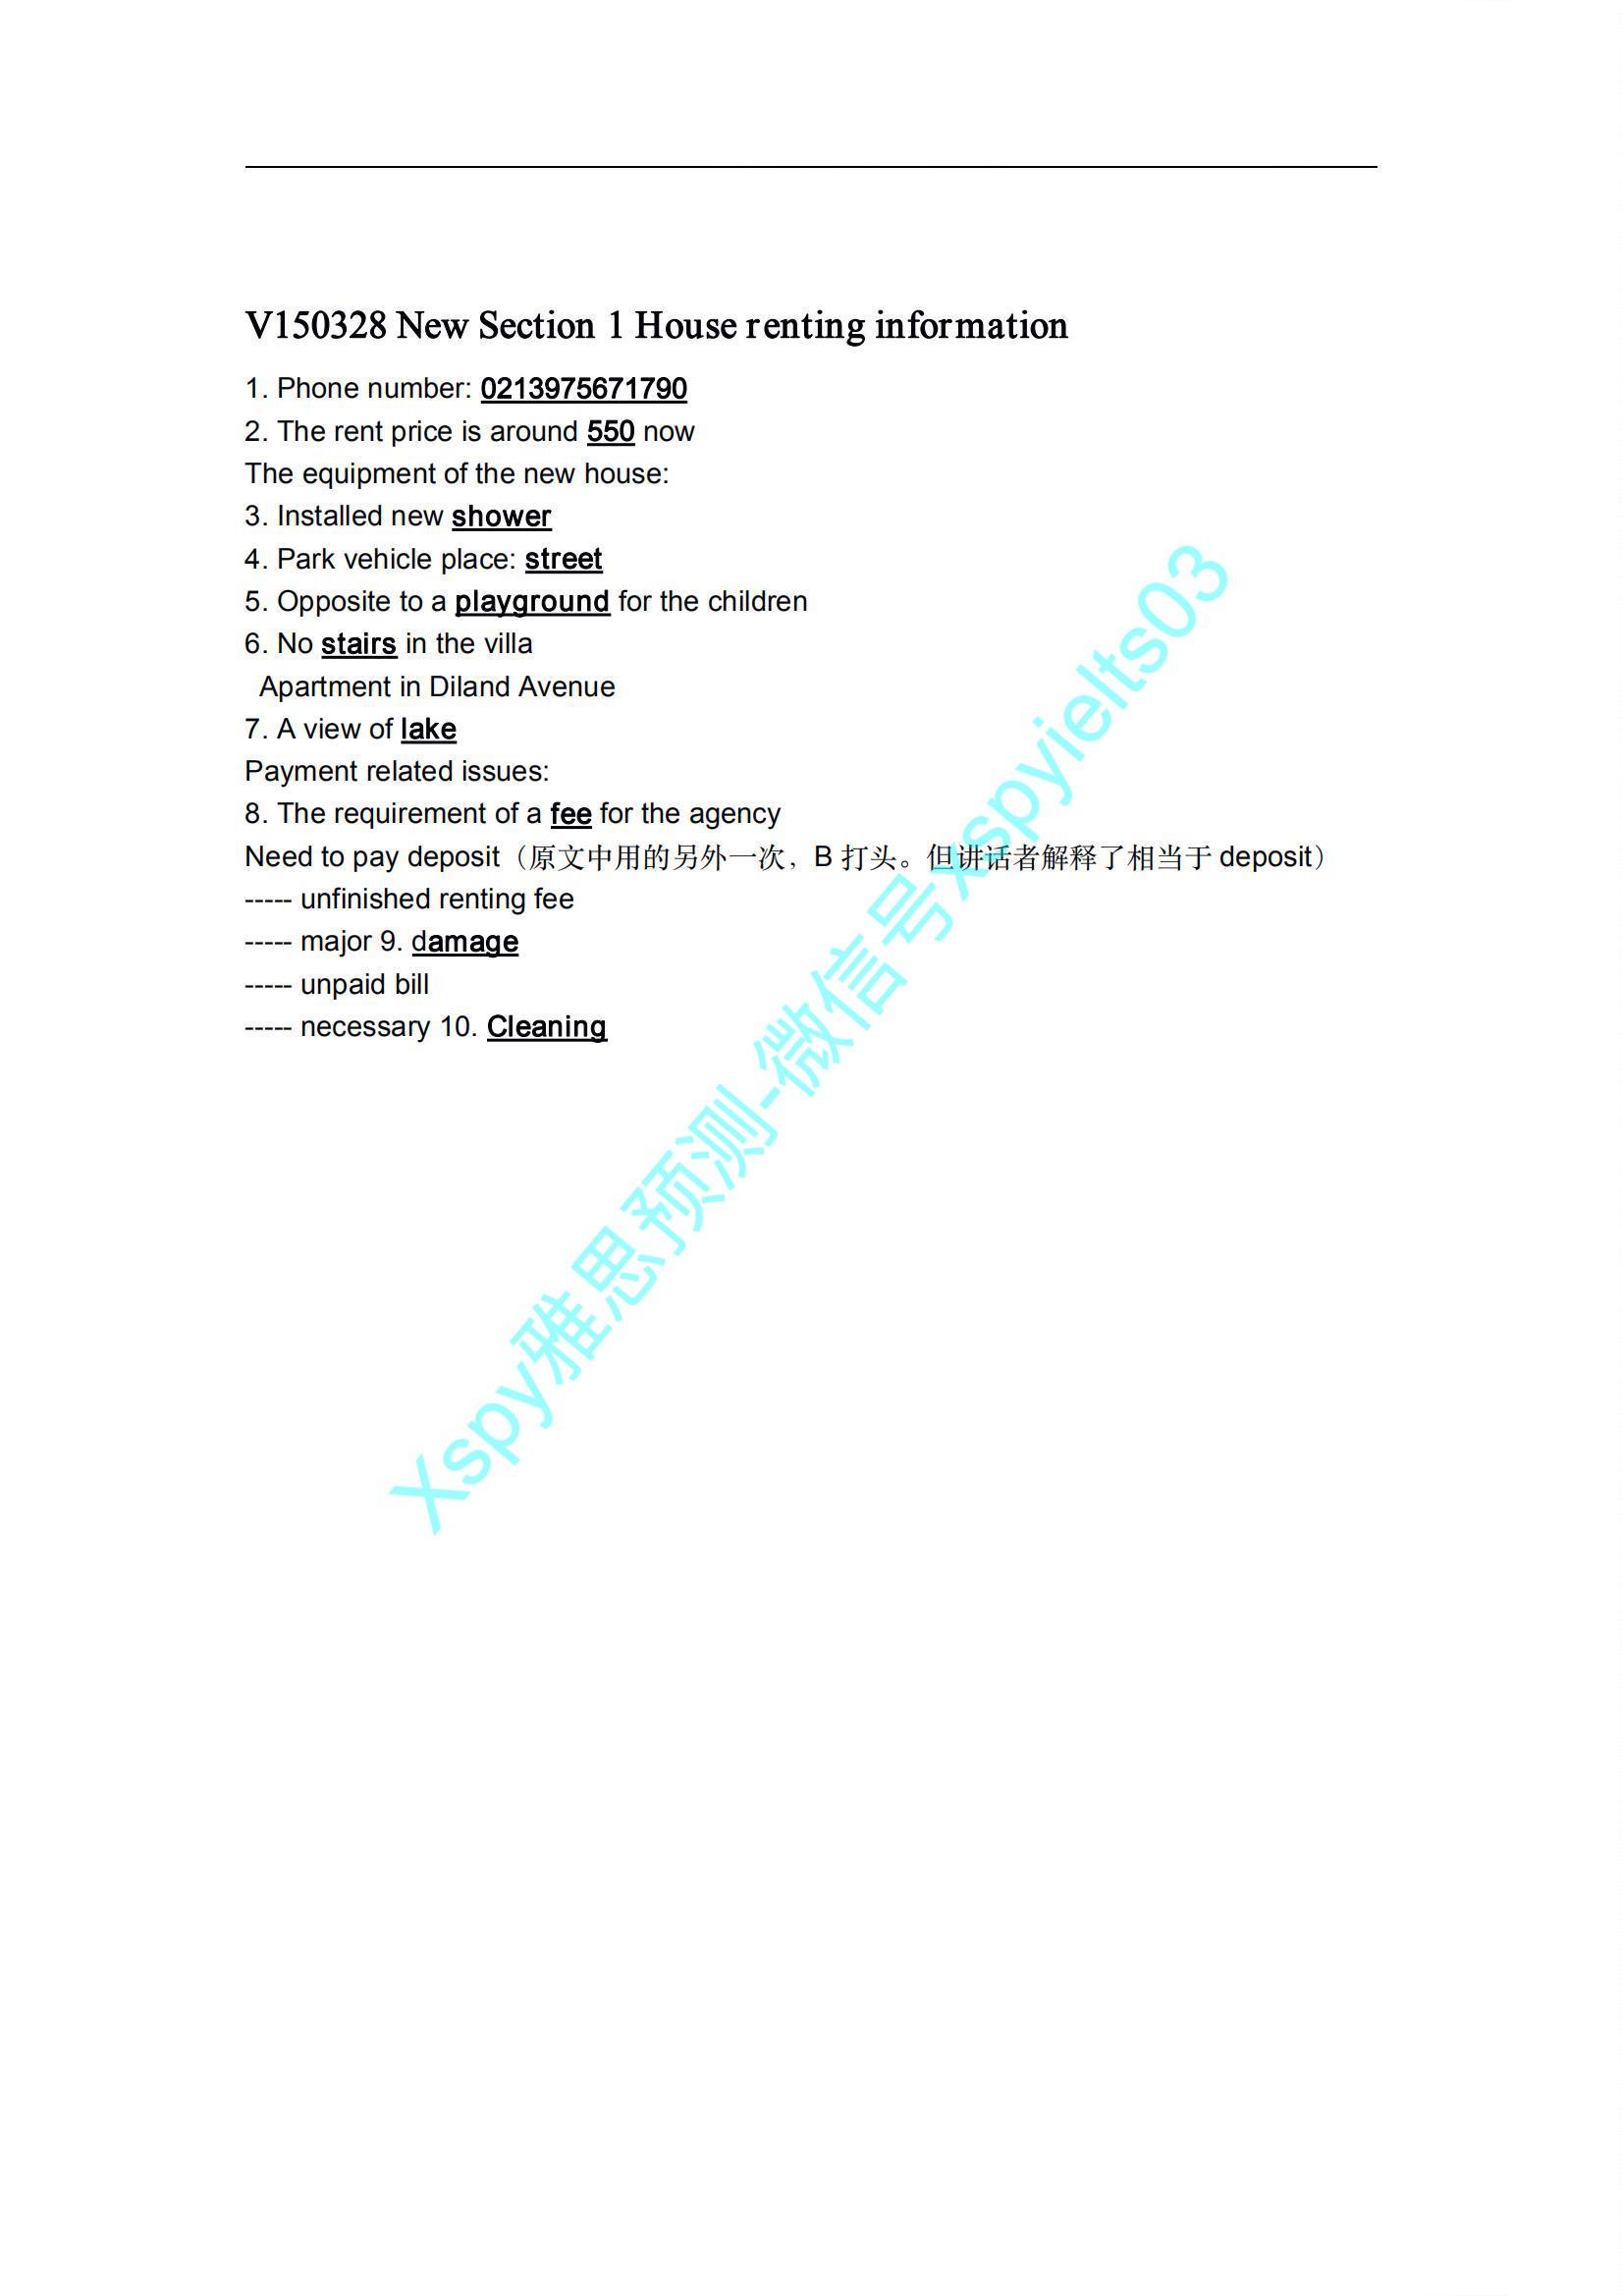 V150328 New Section 1 House renting information
1. Phone number: 0213975671790
2. The rent price is around 550 now
The equipment of the new house:
3. Installed new shower
4. Park vehicle place: street
5. Opposite to a playground for the children
6. No stairs in the villa
Apartment in Diland Avenue
7. A view of lake
Payment related issues:
8. The requirement of a fee for the agency
Need to pay deposit（原文中用的另外一次，B 打头。但讲话者解释了相当于 deposit）
----- unfinished renting fee
----- major 9. damage
----- unpaid bill
----- necessary 10. Cleaning
Xspy雅思预测-微信号xspyielts03